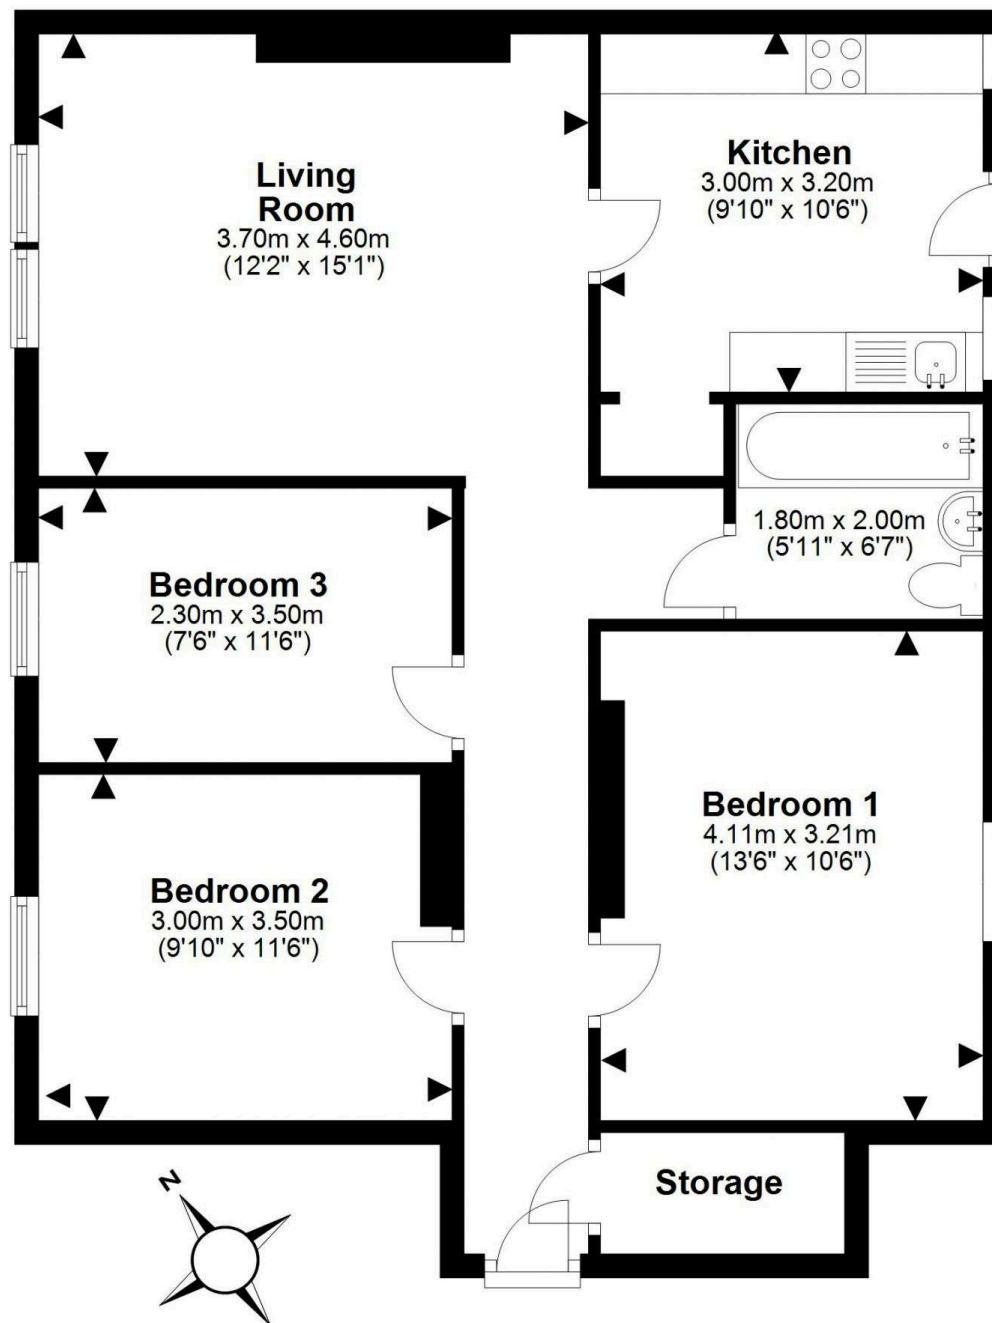 Living
Room
3.70m x 4.60m
(12'2" x 15'1")
Kitchen
3.00m x 3.20m
(9'10" x 10'6")
1.80m x 2.00m
(5'11" x 6'7")
Bedroom 3
2.30m x 3.50m
(7'6" x 11'6")
Bedroom 1
4.11m x 3.21m
(13'6" x 10'6")
Bedroom 2
3.00m x 3.50m
(9'10" x 11'6")
Storage
N